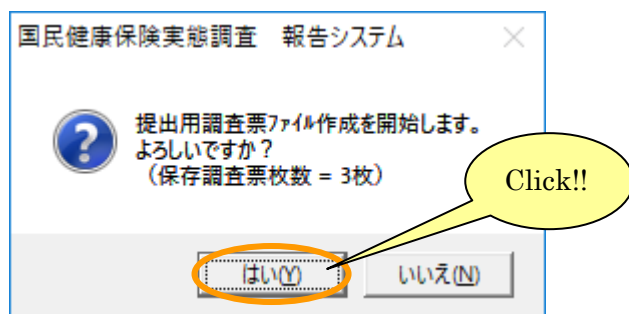 国民健康保険実態調査　報告システム
提出用調査票ﾌｧｲﾙ作成を開始します。
よろしいですか？
（保存調査票枚数 = 3枚）
Click!!
はい(Y)
いいえ(N)